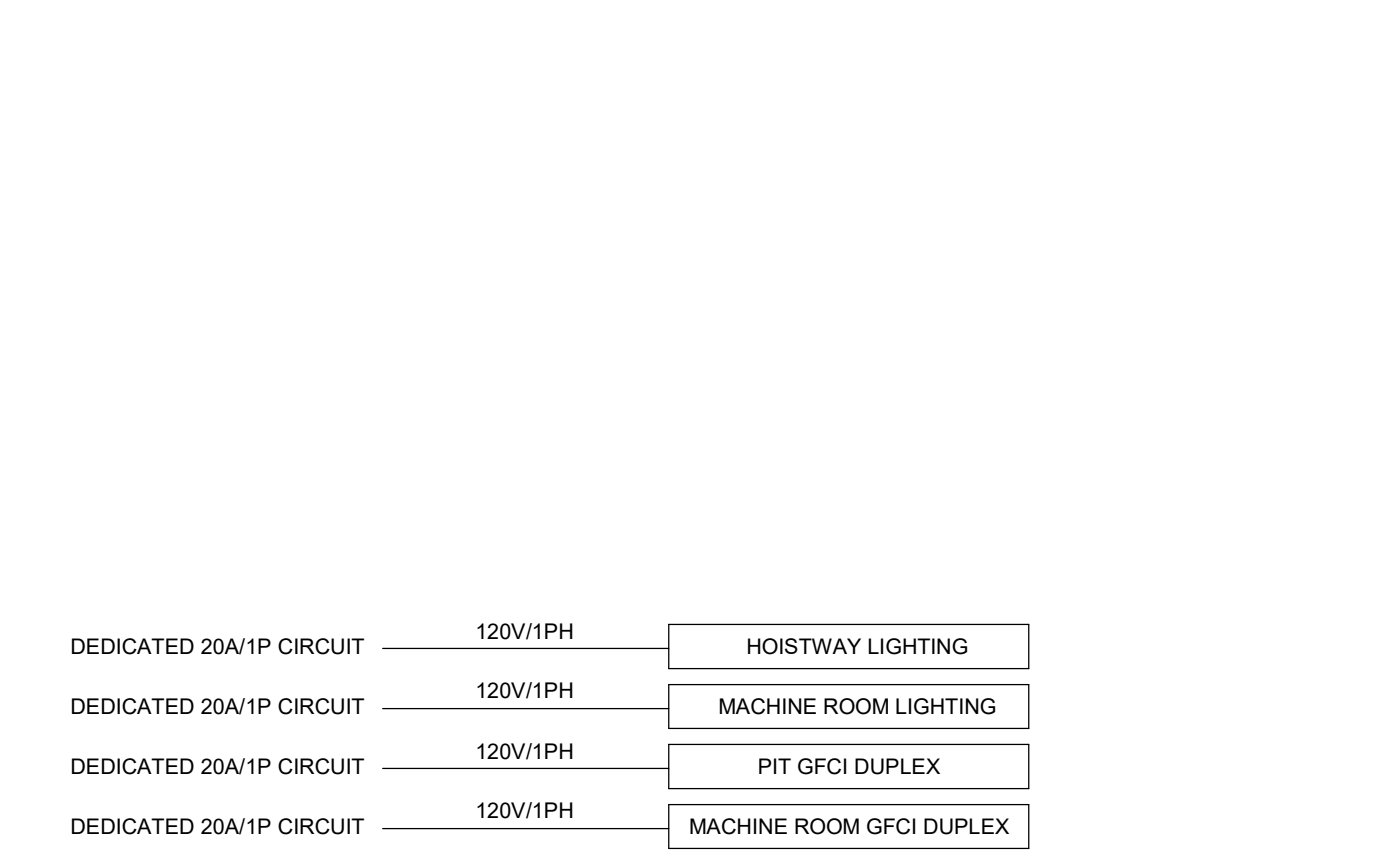 DEDICATED 20A/1P CIRCUIT 120V/1PH HOISTWAY LIGHTING
DEDICATED 20A/1P CIRCUIT 120V/1PH MACHINE ROOM LIGHTING
DEDICATED 20A/1P CIRCUIT 120V/1PH PIT GFCI DUPLEX
DEDICATED 20A/1P CIRCUIT 120V/1PH MACHINE ROOM GFCI DUPLEX